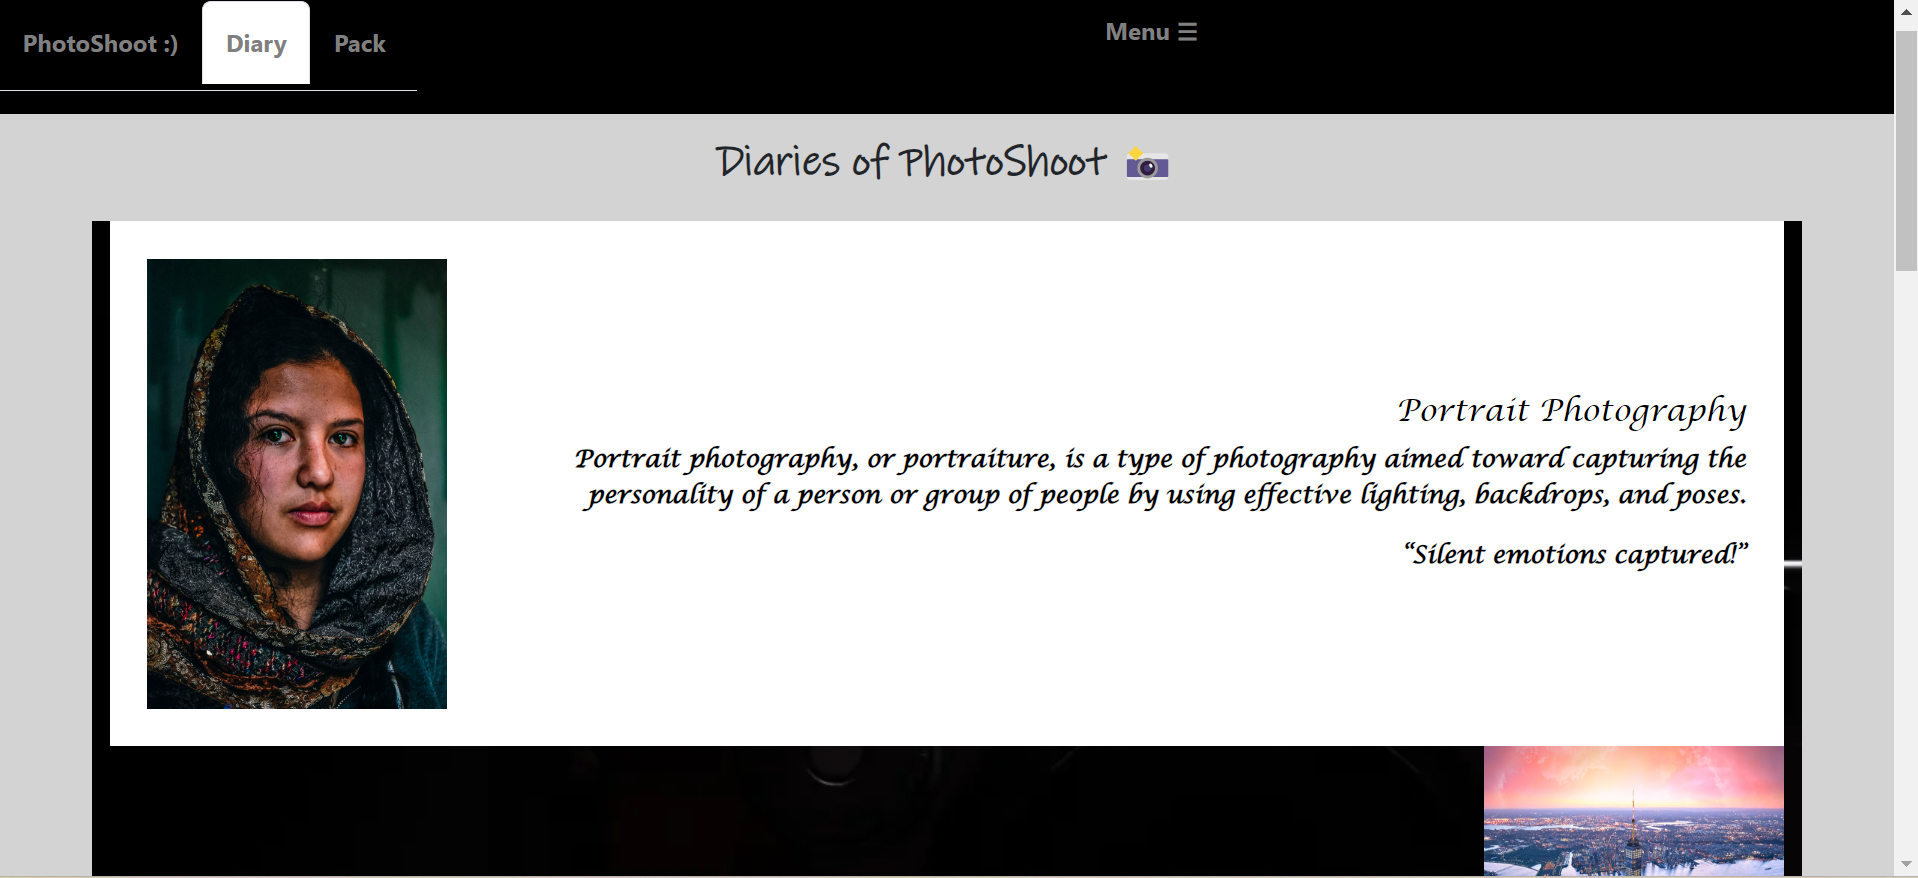 PhotoShoot :) Diary Pack Menu ☰
Diaries of PhotoShoot 📸
Portrait Photography
Portrait photography, or portraiture, is a type of photography aimed toward capturing the
personality of a person or group of people by using effective lighting, backdrops, and poses.
“Silent emotions captured!”